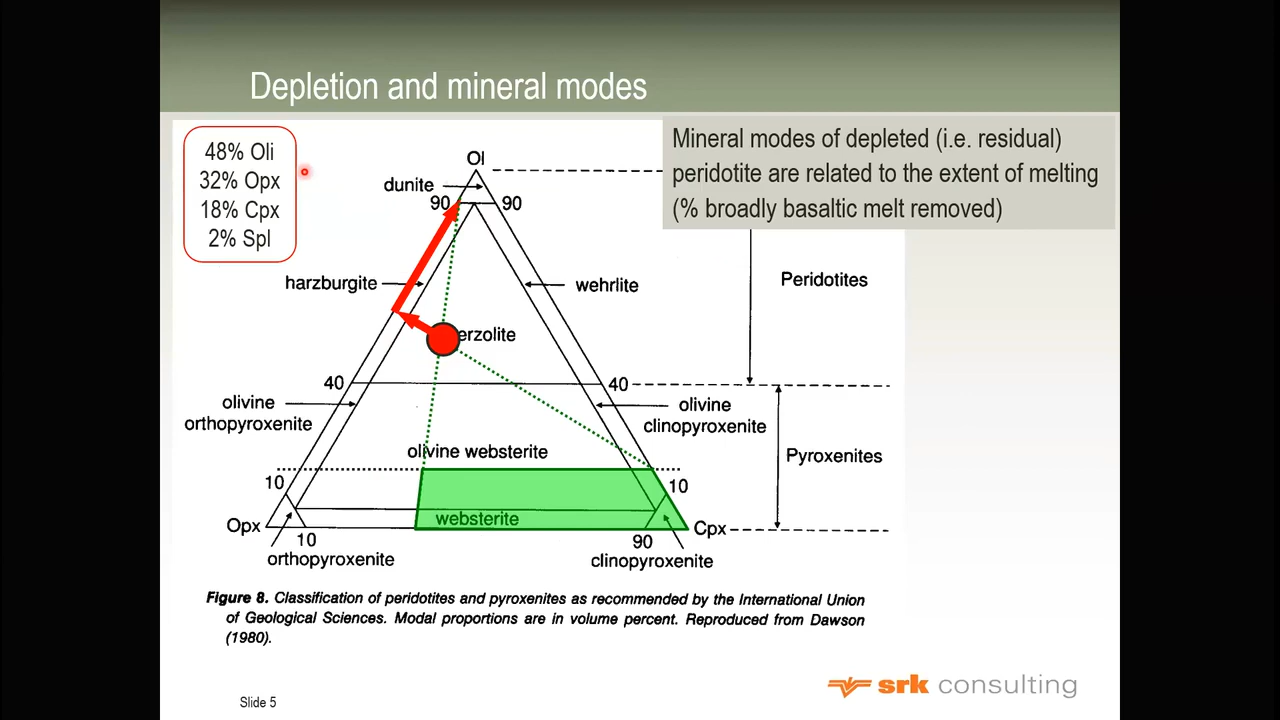 Depletion and mineral modes
48% Oli
32% Opx
18% Cpx
2% Spl
Mineral modes of depleted (i.e. residual)
peridotite are related to the extent of melting
(% broadly basaltic melt removed)
Ol
dunite
90
90
harzburgite
wehrlite
Peridotites
erzolite
40
40
olivine
orthopyroxenite
olivine
clinopyroxenite
olivine websterite
Pyroxenites
10
10
Opx
websterite
Cpx
10
90
orthopyroxenite
clinopyroxenite
Figure 8. Classification of peridotites and pyroxenites as recommended by the International Union
of Geological Sciences. Modal proportions are in volume percent. Reproduced from Dawson
(1980).
srk consulting
Slide 5